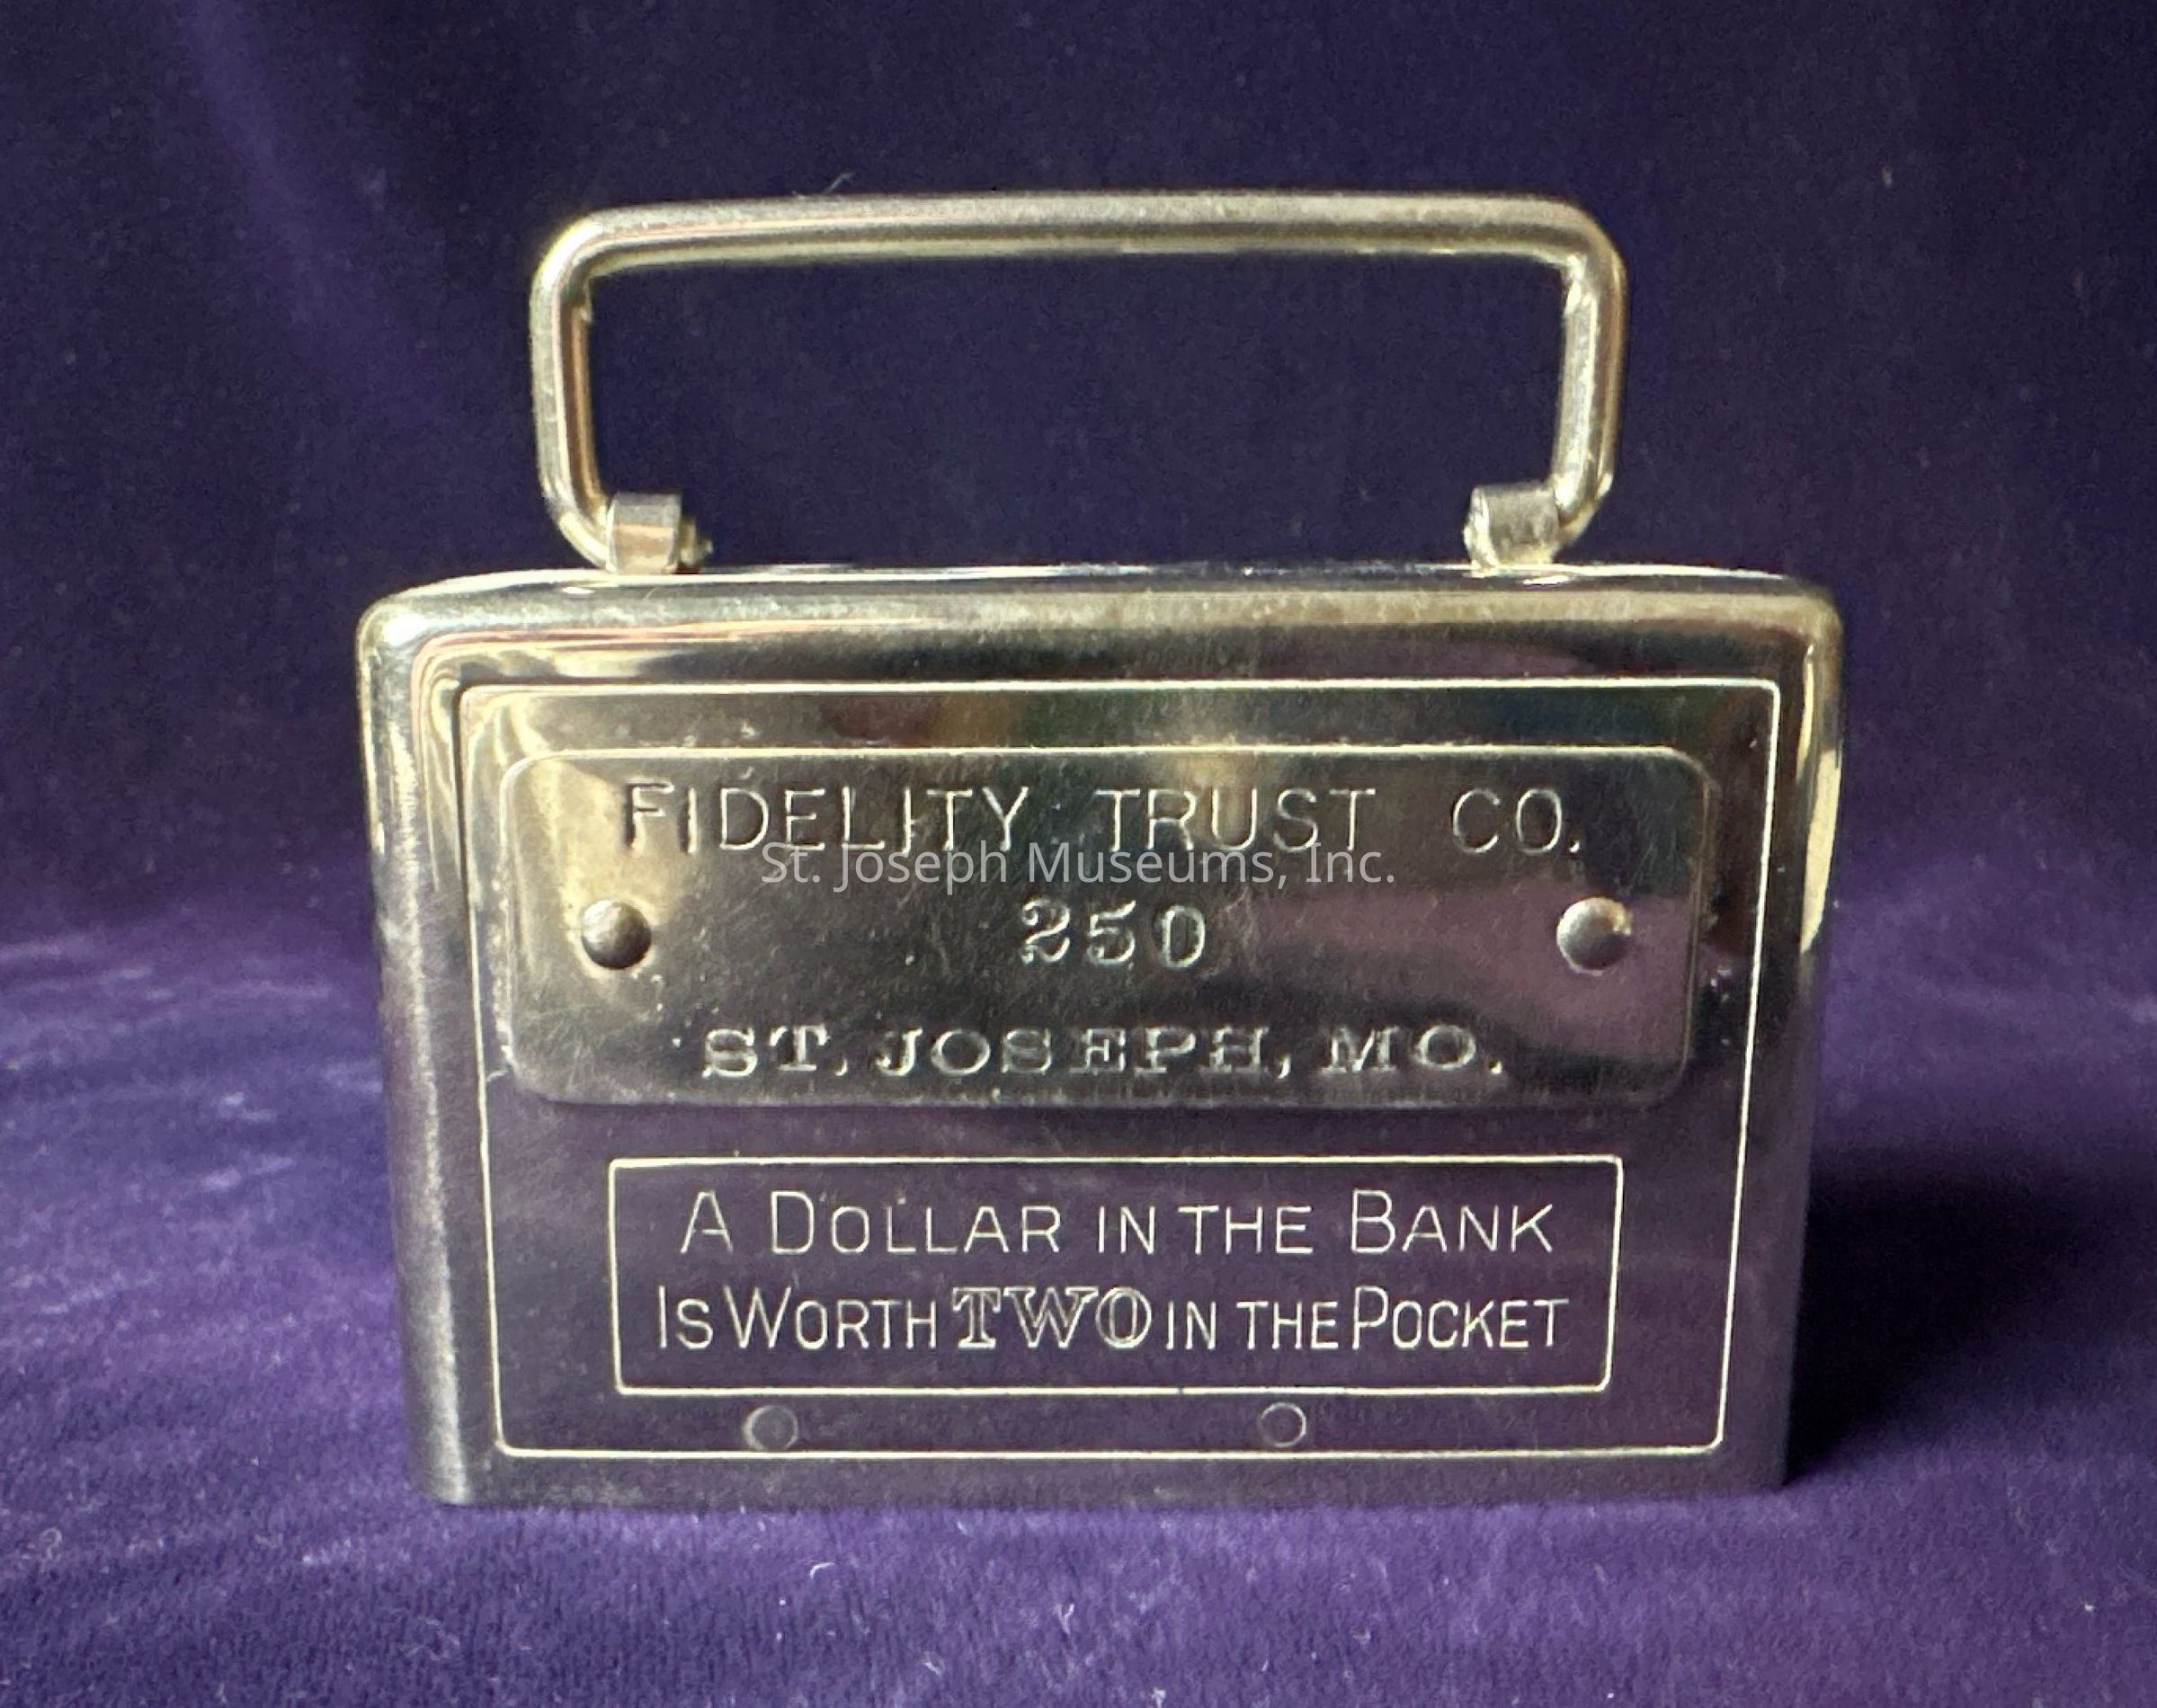 FIDELITY TRUST CO.
St. Joseph Museums, Inc.
250
ST. JOSEPH, MO.
A DOLLAR IN THE BANK
IS WORTH TWO IN THE POCKET